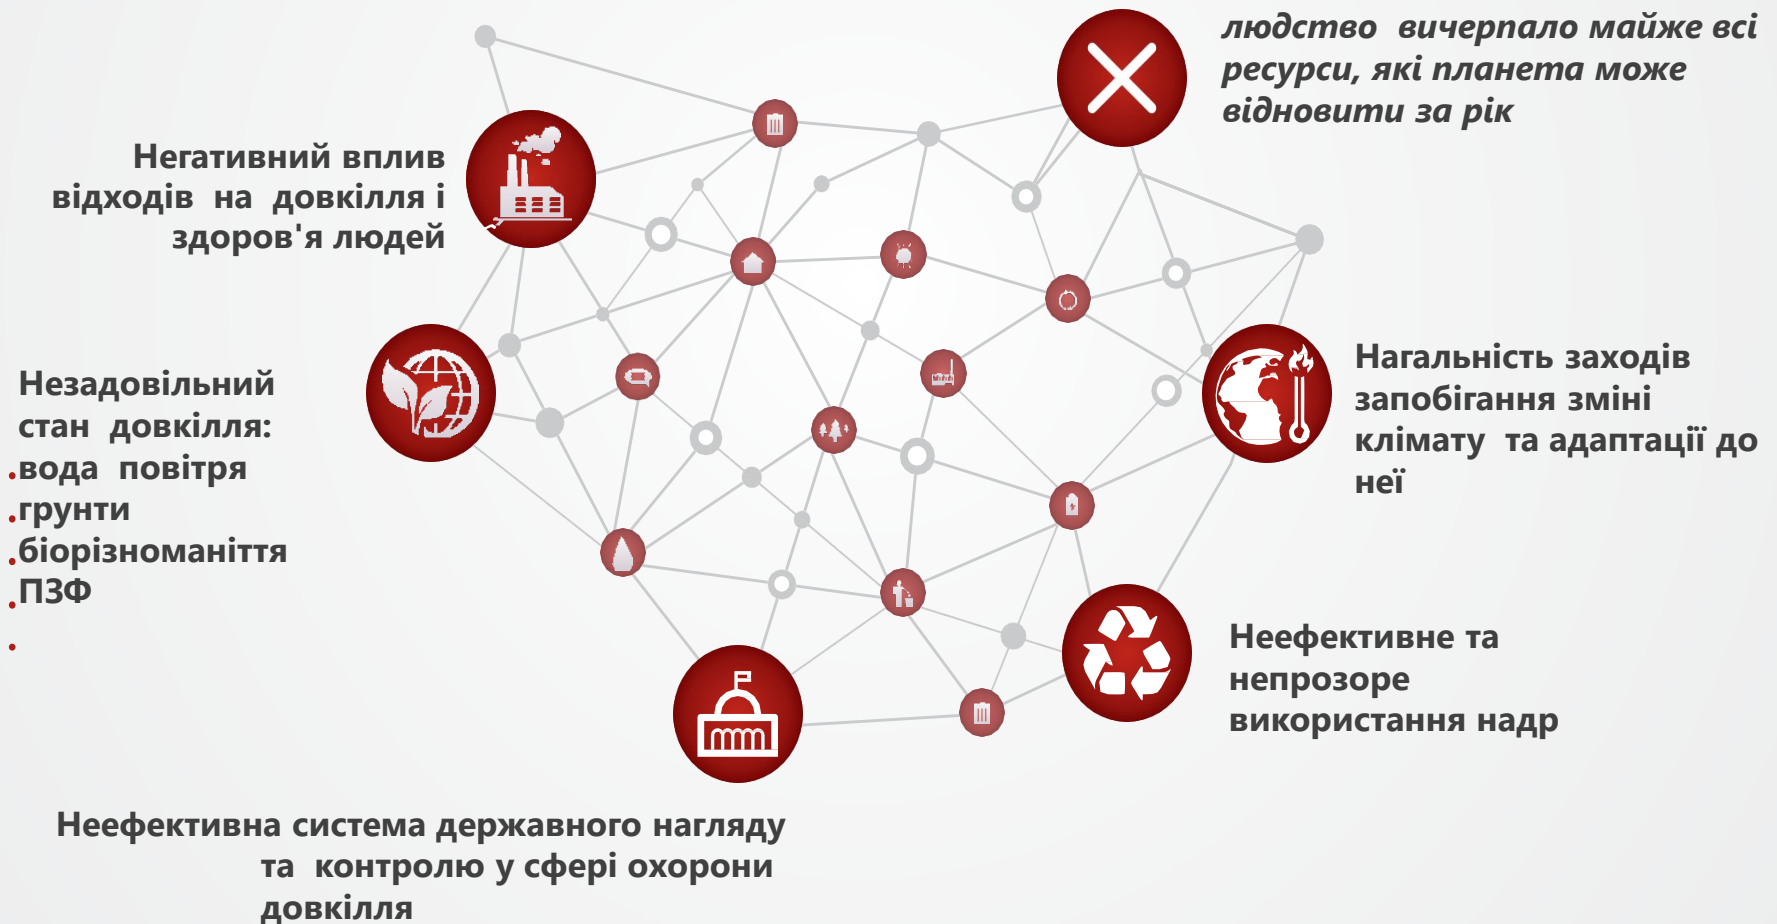 людство вичерпало майже всі
ресурси, які планета може
відновити за рік
Негативний вплив
відходів на довкілля і
здоров'я людей
Незадовільний
стан довкілля:
вода повітря
грунти
біорізноманіття
ПЗФ
Нагальність заходів
запобігання зміні
клімату та адаптації до
неї
Неефективне та
непрозоре
використання надр
Неефективна система державного нагляду
та контролю у сфері охорони
довкілля